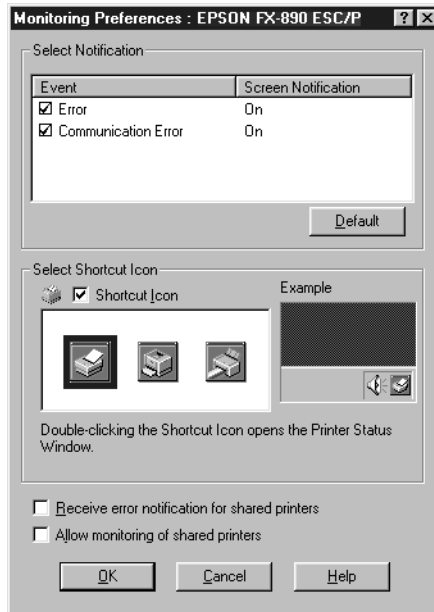 Monitoring Preferences : EPSON FX-890 ESC/P
Select Notification
Event Screen Notification
Error On
Communication Error On
Default
Select Shortcut Icon
Shortcut Icon Example
Double-clicking the Shortcut Icon opens the Printer Status
Window.
Receive error notification for shared printers
Allow monitoring of shared printers
OK Cancel Help